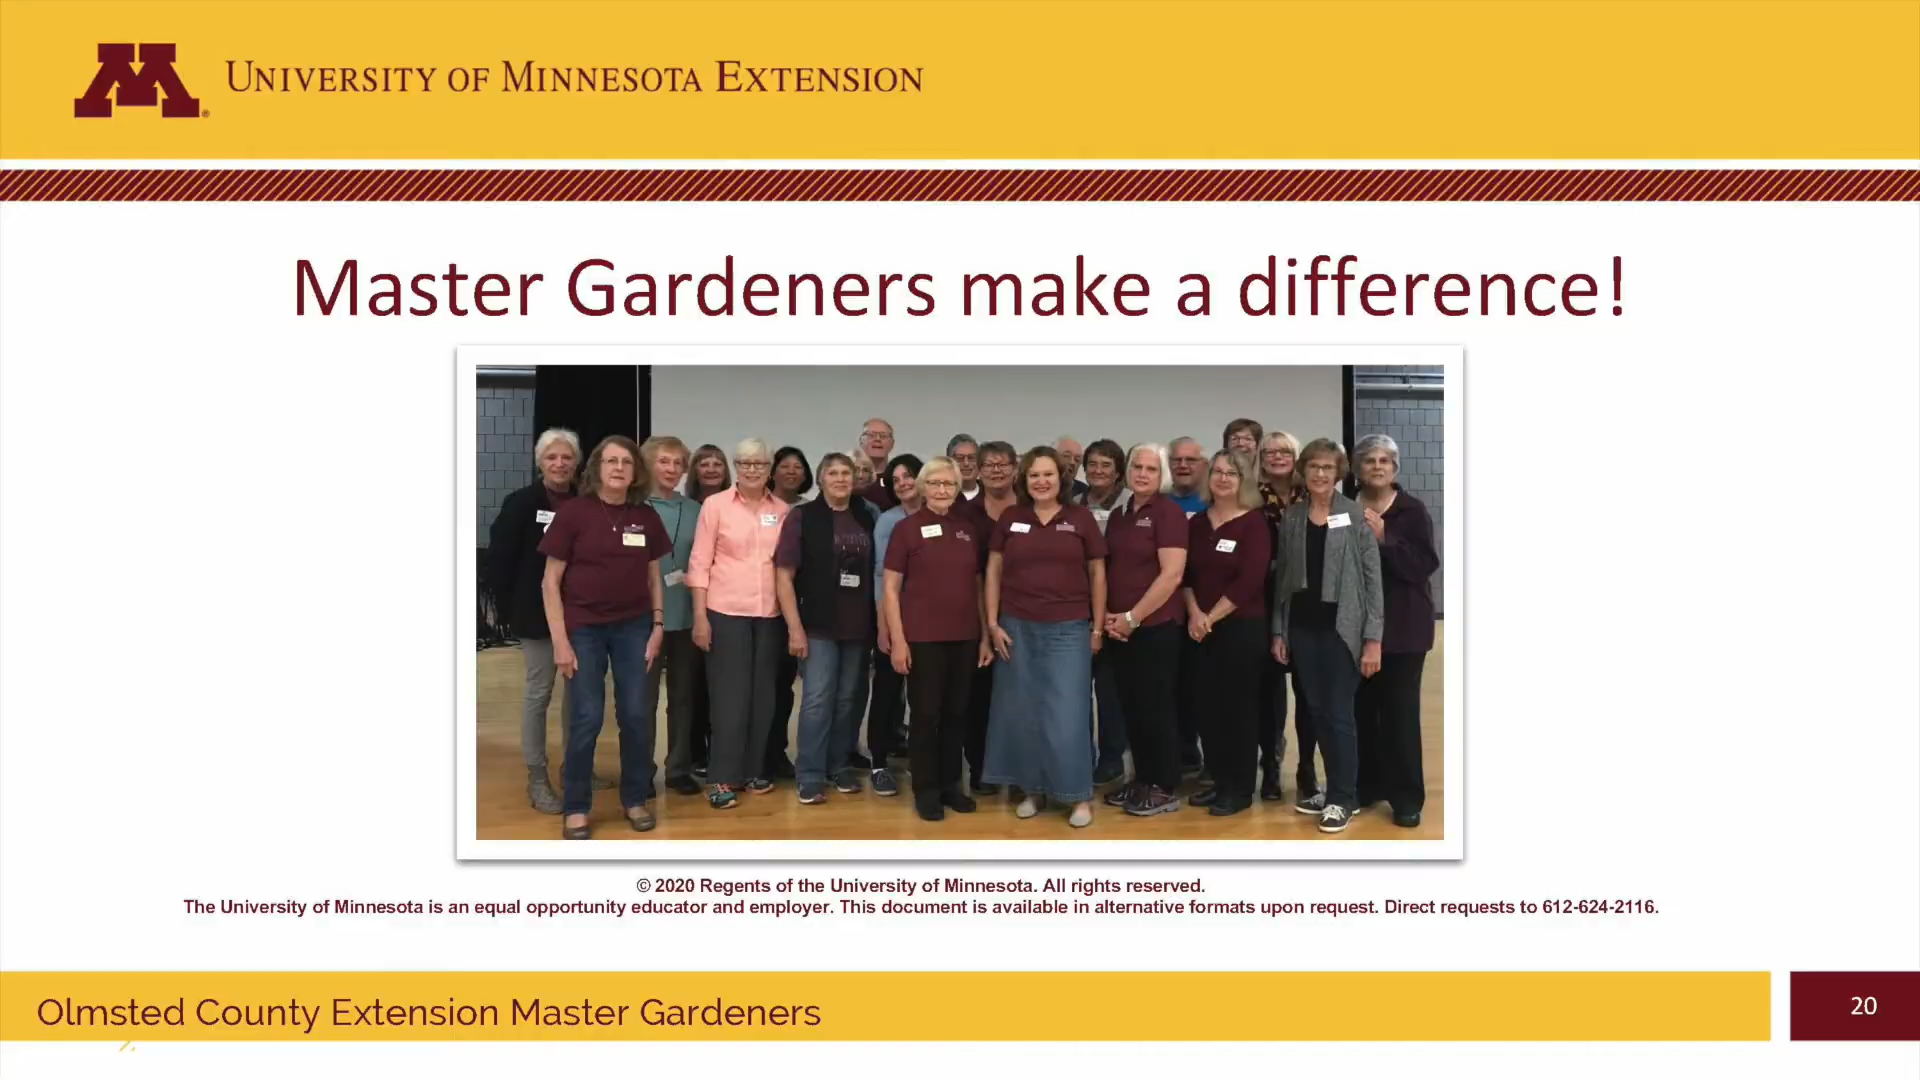 M
UNIVERSITY OF MINNESOTA EXTENSION
Master Gardeners make a difference!
© 2020 Regents of the University of Minnesota. All rights reserved.
The University of Minnesota is an equal opportunity educator and employer. This document is available in alternative formats upon request. Direct requests to 612-624-2116.
Olmsted County Extension Master Gardeners
20